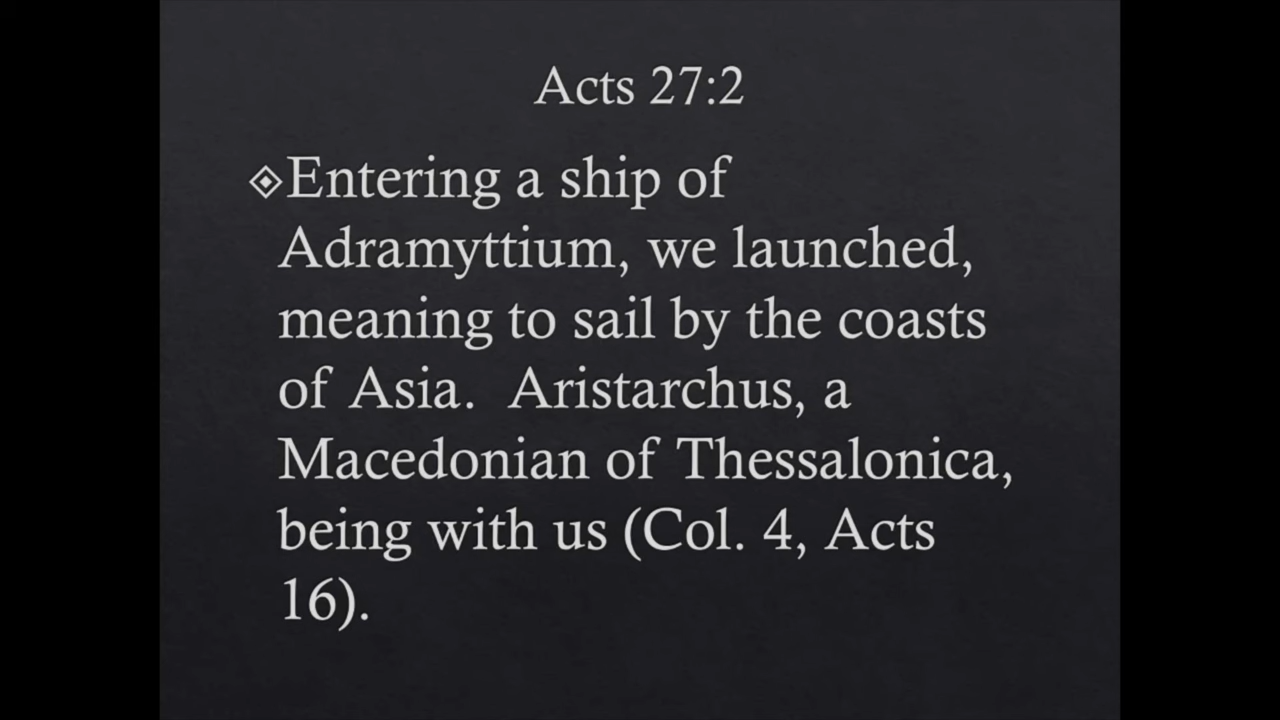 Acts 27:2
Entering a ship of
Adramyttium, we launched,
meaning to sail by the coasts
of Asia.  Aristarchus, a
Macedonian of Thessalonica,
being with us (Col. 4, Acts
16).